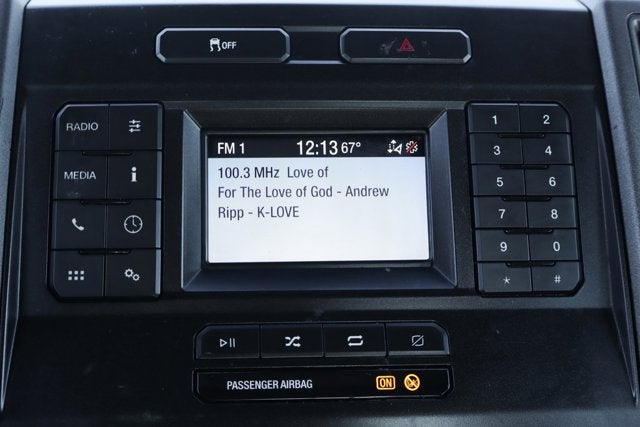 OFF
FM 1 12:13 67°
100.3 MHz Love of
For The Love of God - Andrew
Ripp - K-LOVE
RADIO
MEDIA
i
1 2
3 4
5 6
7 8
9 0
* #
PASSENGER AIRBAG ON